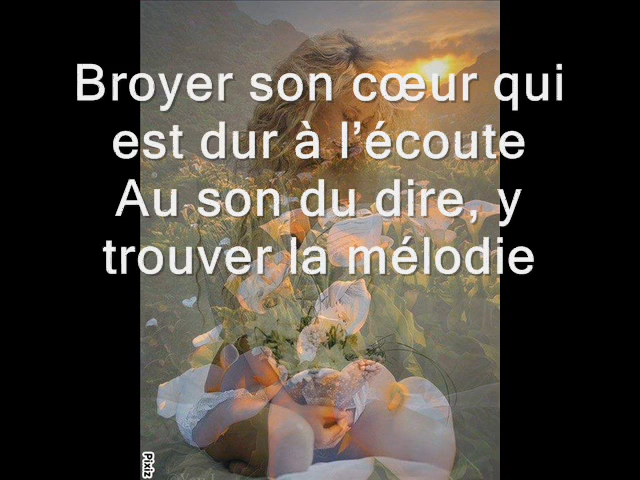 Broyer son cœur qui
est dur à l’écoute
Au son du dire, y
trouver la mélodie
Pixiz